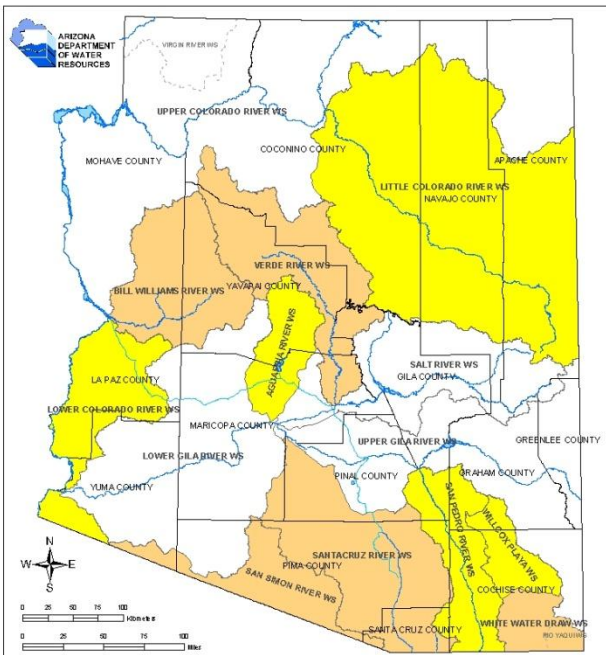 ARIZONA
DEPARTMENT
OF WATER
RESOURCES
VIRGIN RIVER WS
UPPER COLORADO RIVER WS
COCONINO COUNTY
MOHAVE COUNTY
APACHE COUNTY
LITTLE COLORADO RIVER WS
NAVAJO COUNTY
VERDE RIVER WS
BILL WILLIAMS RIVER WS
YAVAPAI COUNTY
AGUA FRIA RIVER WS
SALT RIVER WS
GILA COUNTY
LA PAZ COUNTY
LOWER COLORADO RIVER WS
MARICOPA COUNTY
UPPER GILA RIVER WS
GREENLEE COUNTY
LOWER GILA RIVER WS
GRAHAM COUNTY
PINAL COUNTY
YUMA COUNTY
SAN PEDRO RIVER WS
WILLCOX PLAYA WS
SANTA CRUZ RIVER WS
PIMA COUNTY
SAN SIMON RIVER WS
COCHISE COUNTY
WHITE WATER DRAW WS
SANTA CRUZ COUNTY
RIO YAQUI WS
N
W E
S
0 25 50 75 100
Kilometers
0 25 50 100
Miles